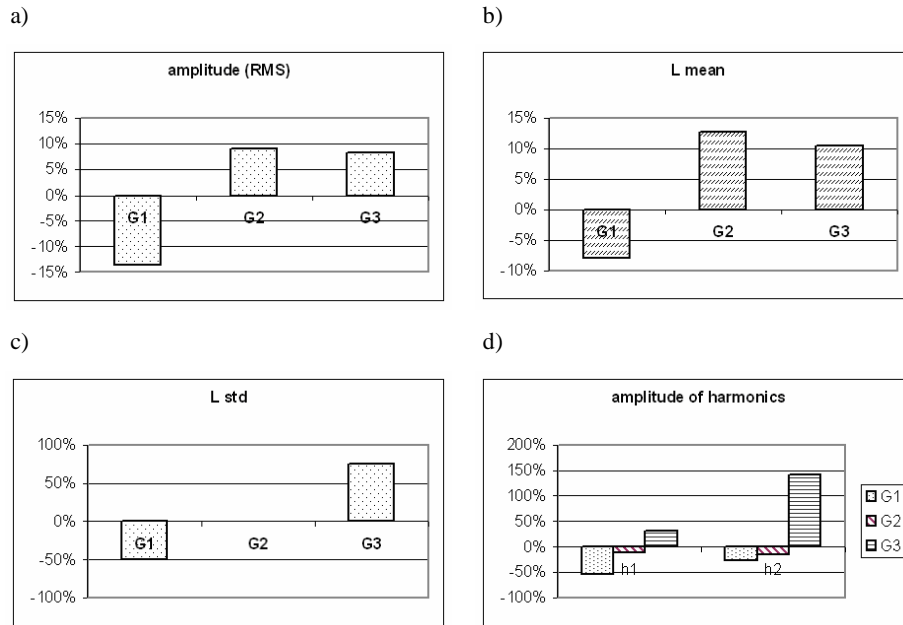 a)
b)
amplitude (RMS)
15%
10%
5%
0%
-5%
-10%
-15%
G1
G2
G3
L mean
15%
10%
5%
0%
-5%
-10%
G1
G2
G3
c)
d)
L std
100%
50%
0%
-50%
-100%
G1
G2
G3
amplitude of harmonics
200%
150%
100%
50%
0%
-50%
-100%
h1
h2
G1
G2
G3